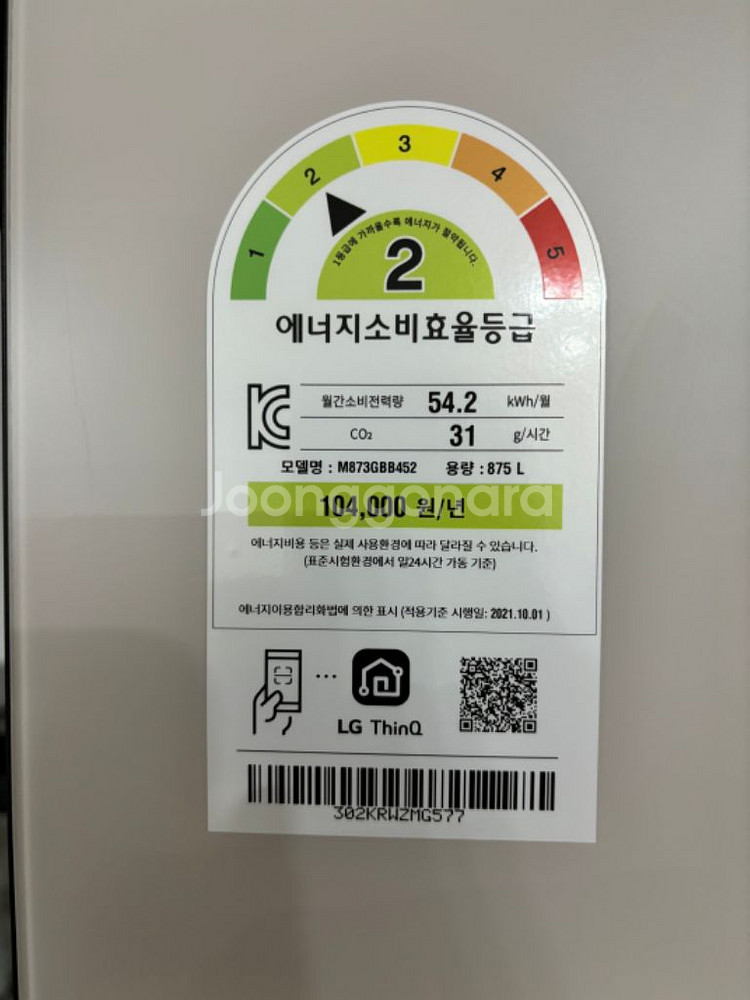 1
2
3
4
5
1등급에 가까울수록 에너지가 절약됩니다.
2
에너지소비효율등급
월간소비전력량 54.2 kWh/월
CO₂ 31 g/시간
모델명 : M873GBB452 용량 : 875 L
Joonggonara
104,000 원/년
에너지비용 등은 실제 사용환경에 따라 달라질 수 있습니다.
(표준시험환경에서 일24시간 가동 기준)
에너지이용합리화법에 의한 표시 (적용기준 시행일: 2021.10.01 )
LG ThinQ
302KRWZMG577